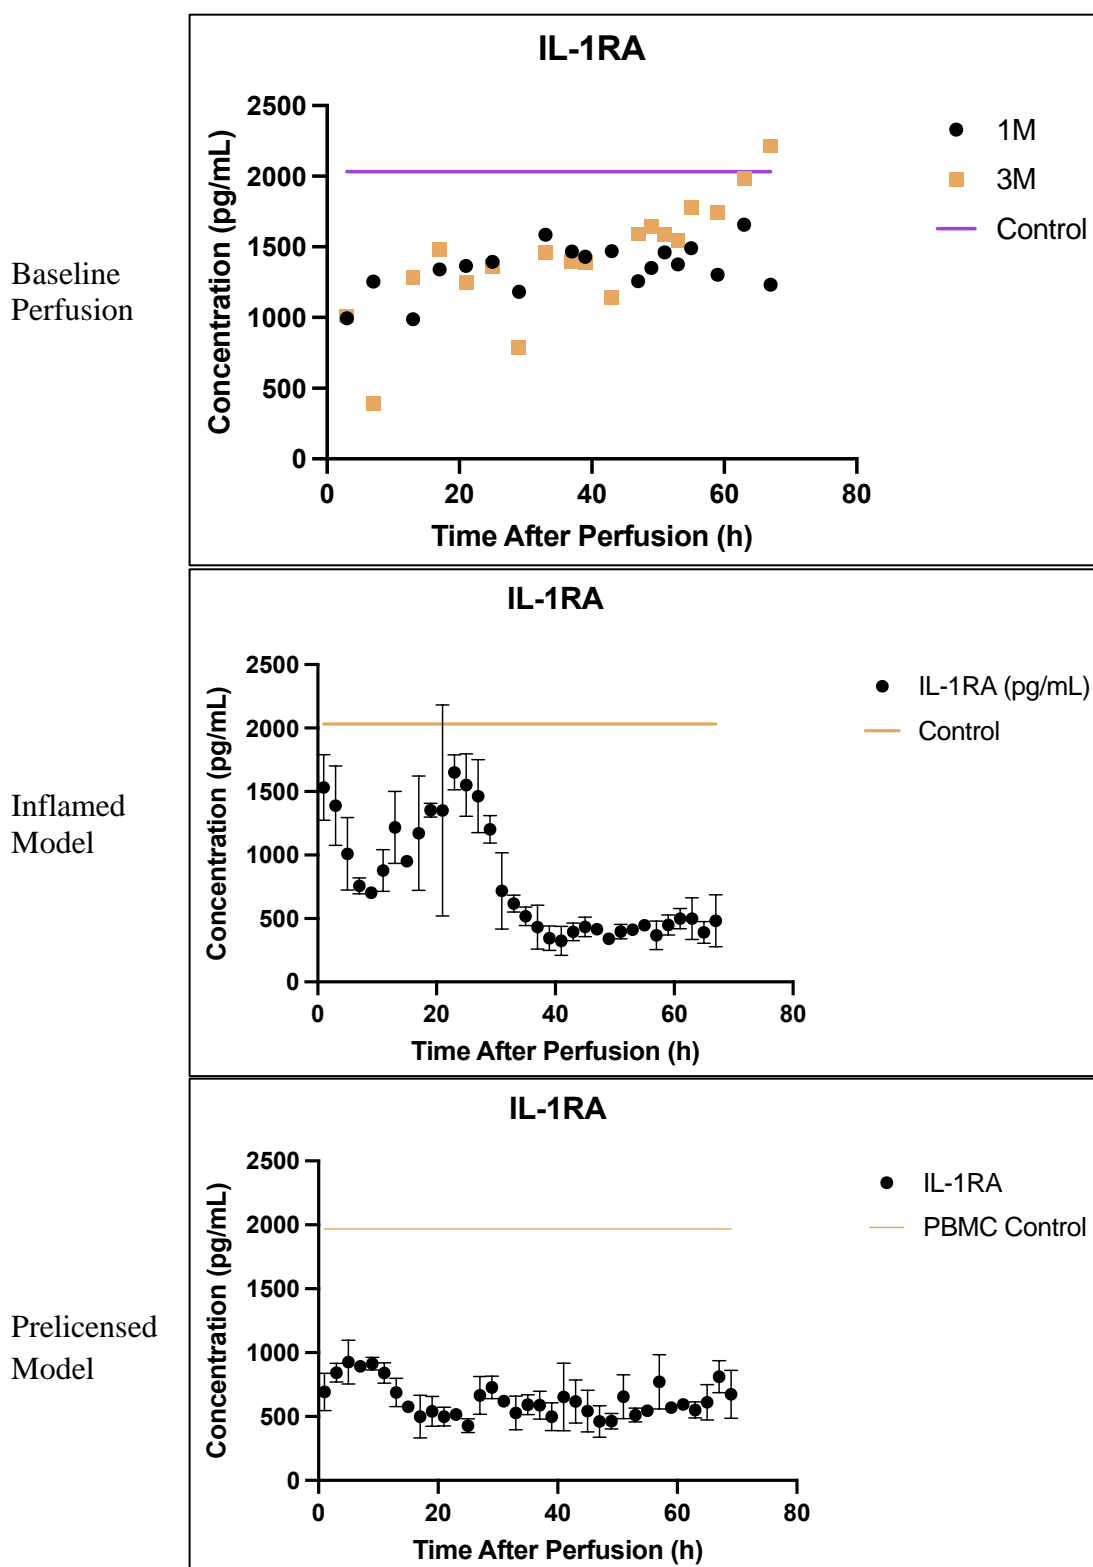 Baseline
Perfusion
IL-1RA
Concentration (pg/mL)
2500
2000
1500
1000
500
0
0 20 40 60 80
Time After Perfusion (h)
1M
3M
Control
Inflamed
Model
IL-1RA
Concentration (pg/mL)
2500
2000
1500
1000
500
0
0 20 40 60 80
Time After Perfusion (h)
IL-1RA (pg/mL)
Control
Prelicensed
Model
IL-1RA
Concentration (pg/mL)
2500
2000
1500
1000
500
0
0 20 40 60 80
Time After Perfusion (h)
IL-1RA
PBMC Control